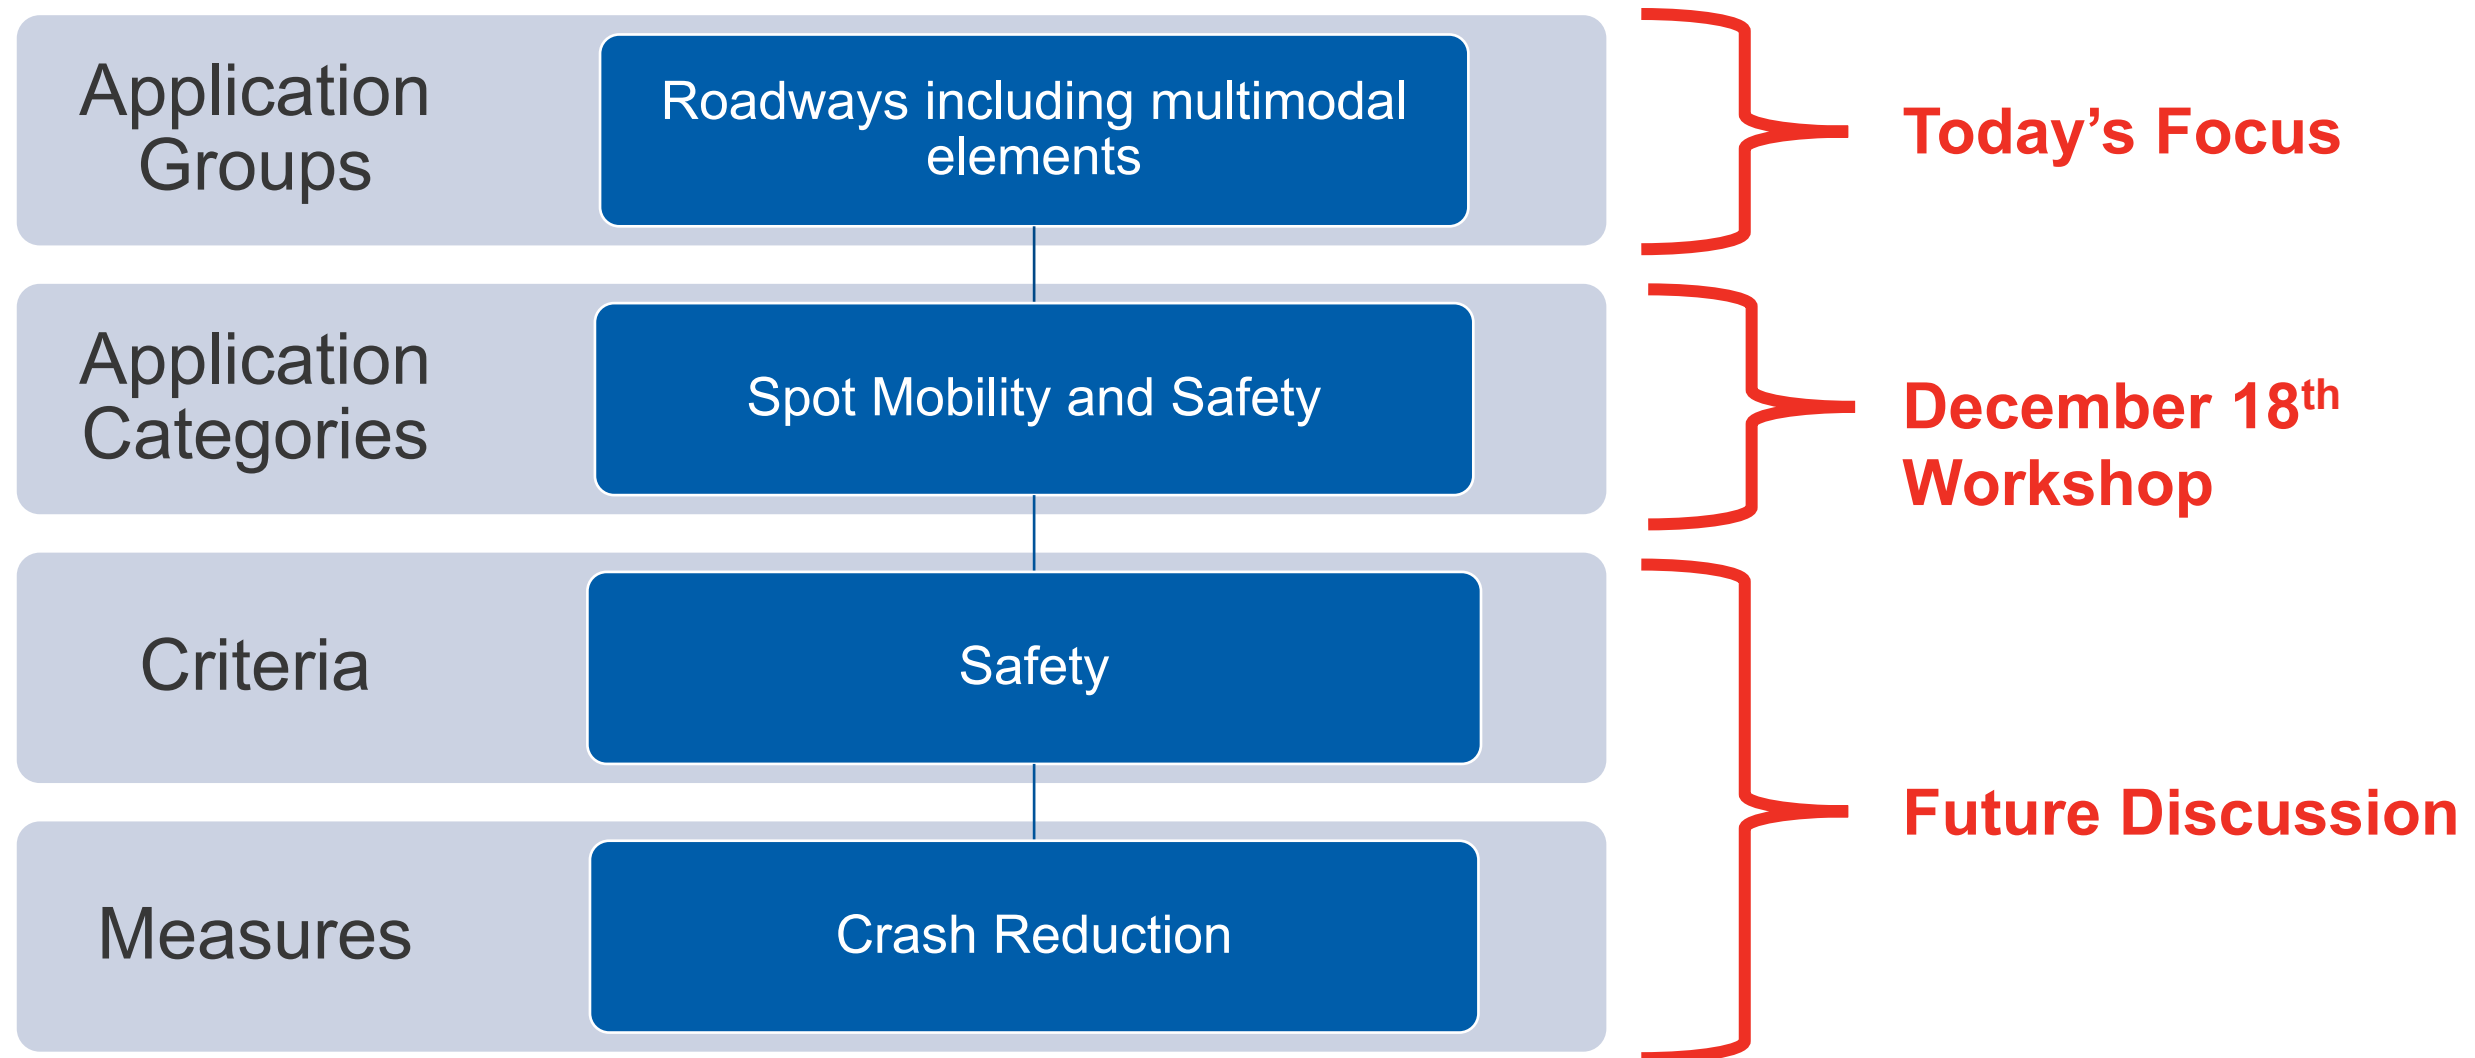 Application
Groups
Roadways including multimodal
elements
Today’s Focus
Application
Categories
Spot Mobility and Safety
December 18th
Workshop
Criteria
Safety
Measures
Crash Reduction
Future Discussion